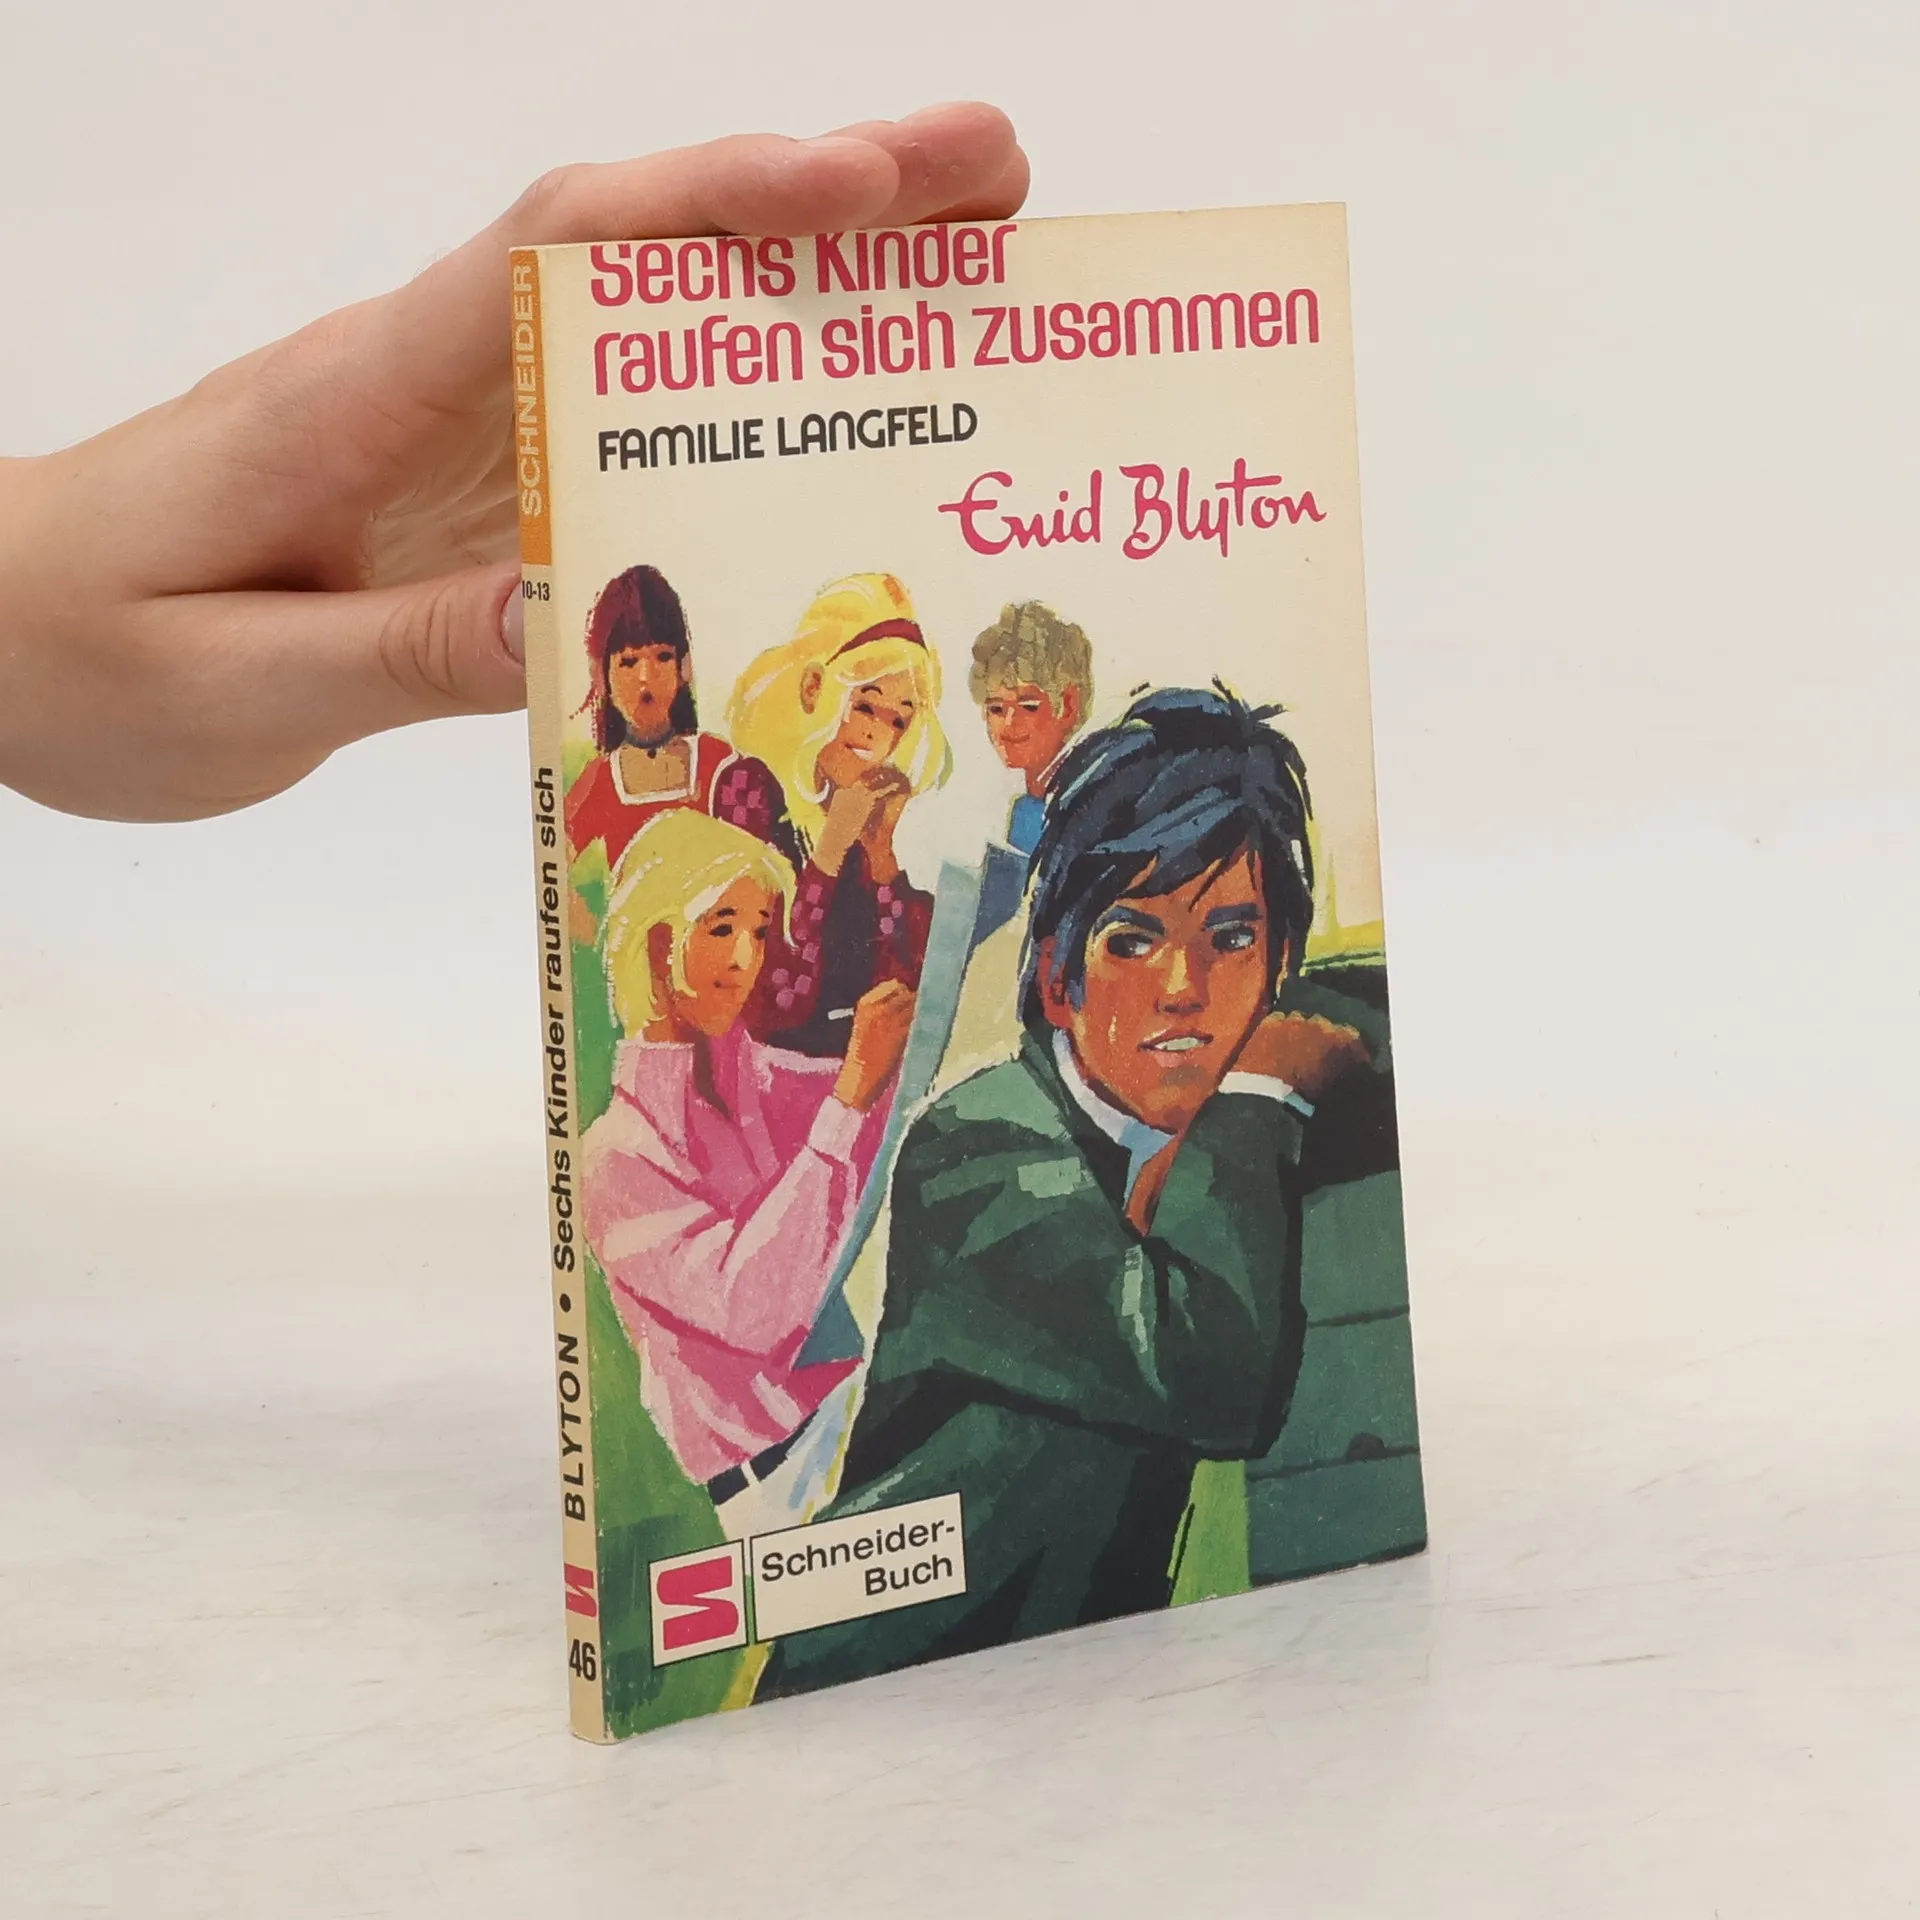 Sechs Kinder
raufen sich zusammen
FAMILIE LANGFELD
Enid Blyton
Schneider-
Buch
SCHNEIDER
10-13
BLYTON • Sechs Kinder raufen sich
46